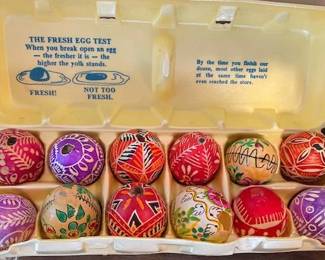 THE FRESH EGG TEST
When you break open an egg
— the fresher it is — the
higher the yolk stands.
FRESH!
NOT TOO
FRESH.
By the time you finish our
dozen, most other eggs laid
at the same time haven't
even reached the store.